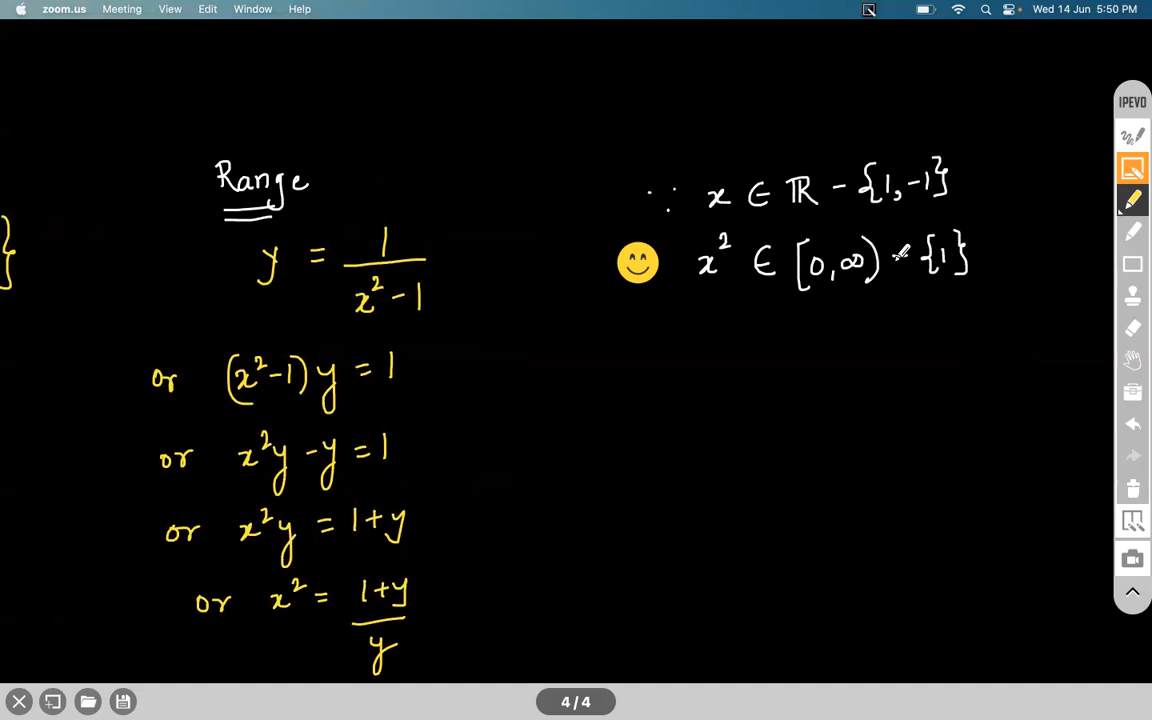 zoom.us Meeting View Edit Window Help Wed 14 Jun 5:50 PM
IPEVO
Range
y = 1/(x² - 1)
or (x² - 1) y = 1
or x²y - y = 1
or x²y = 1 + y
or x² = (1 + y)/y
∵ x ∈ ℝ - {1, -1}
x² ∈ [0, ∞) - {1}
}
4 / 4